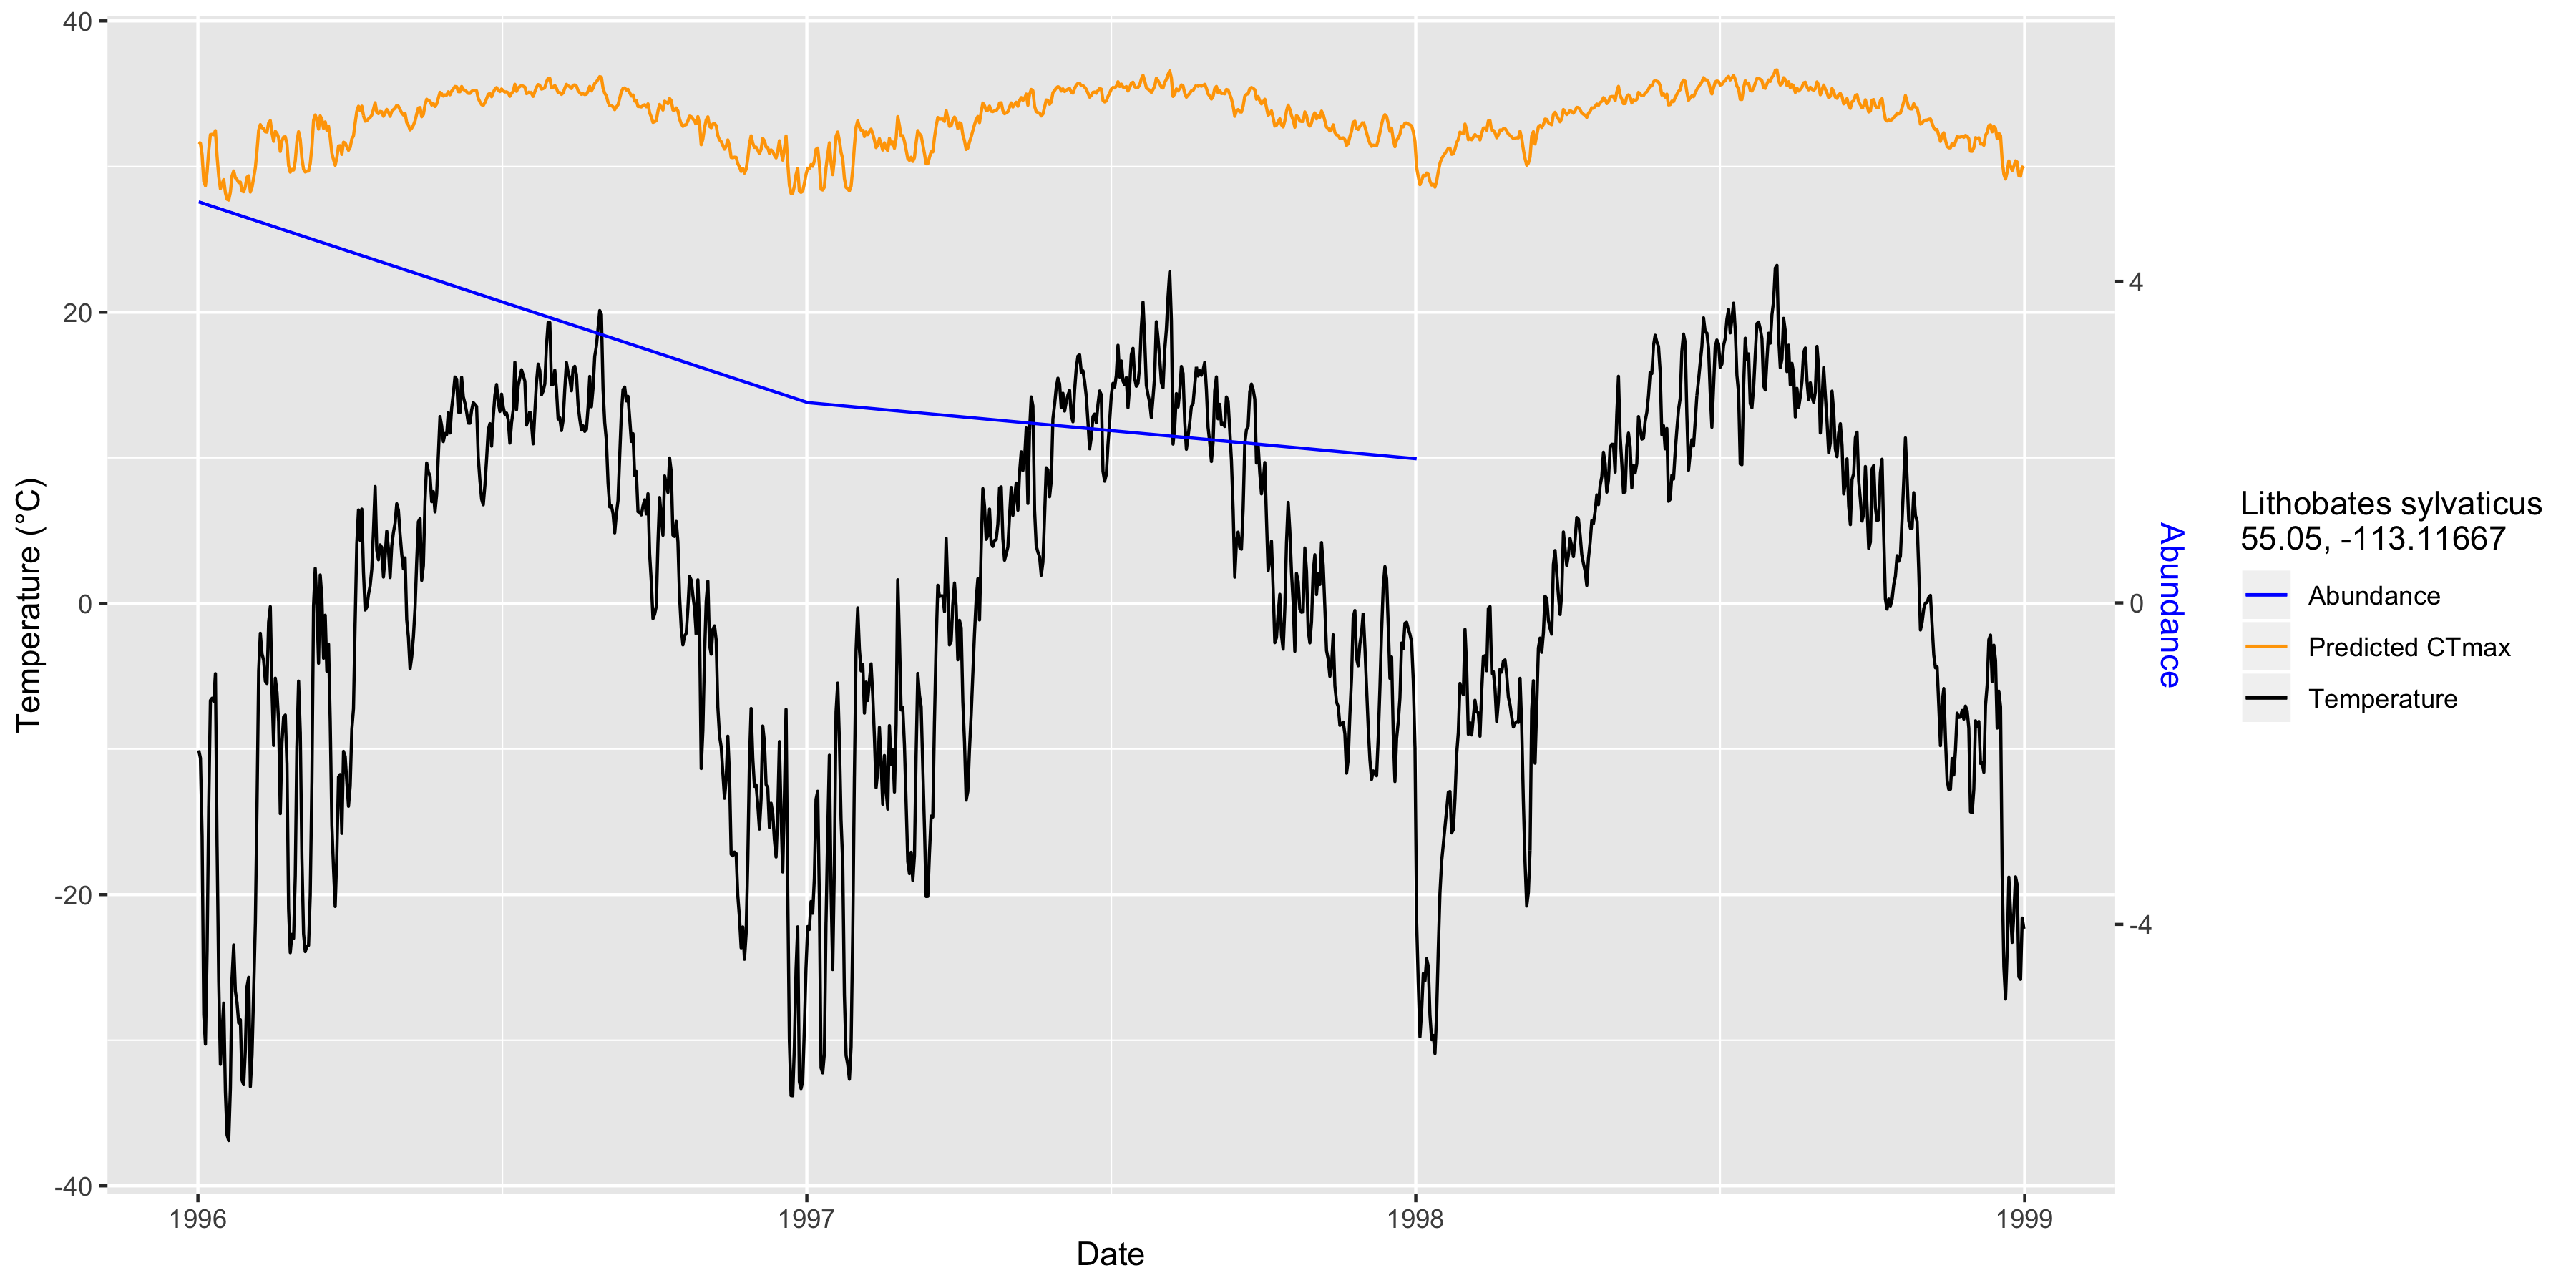 40
20
0
-20
-40
Temperature (°C)
4
0
-4
Abundance
1996
1997
1998
1999
Date
Lithobates sylvaticus
55.05, -113.11667
Abundance
Predicted CTmax
Temperature